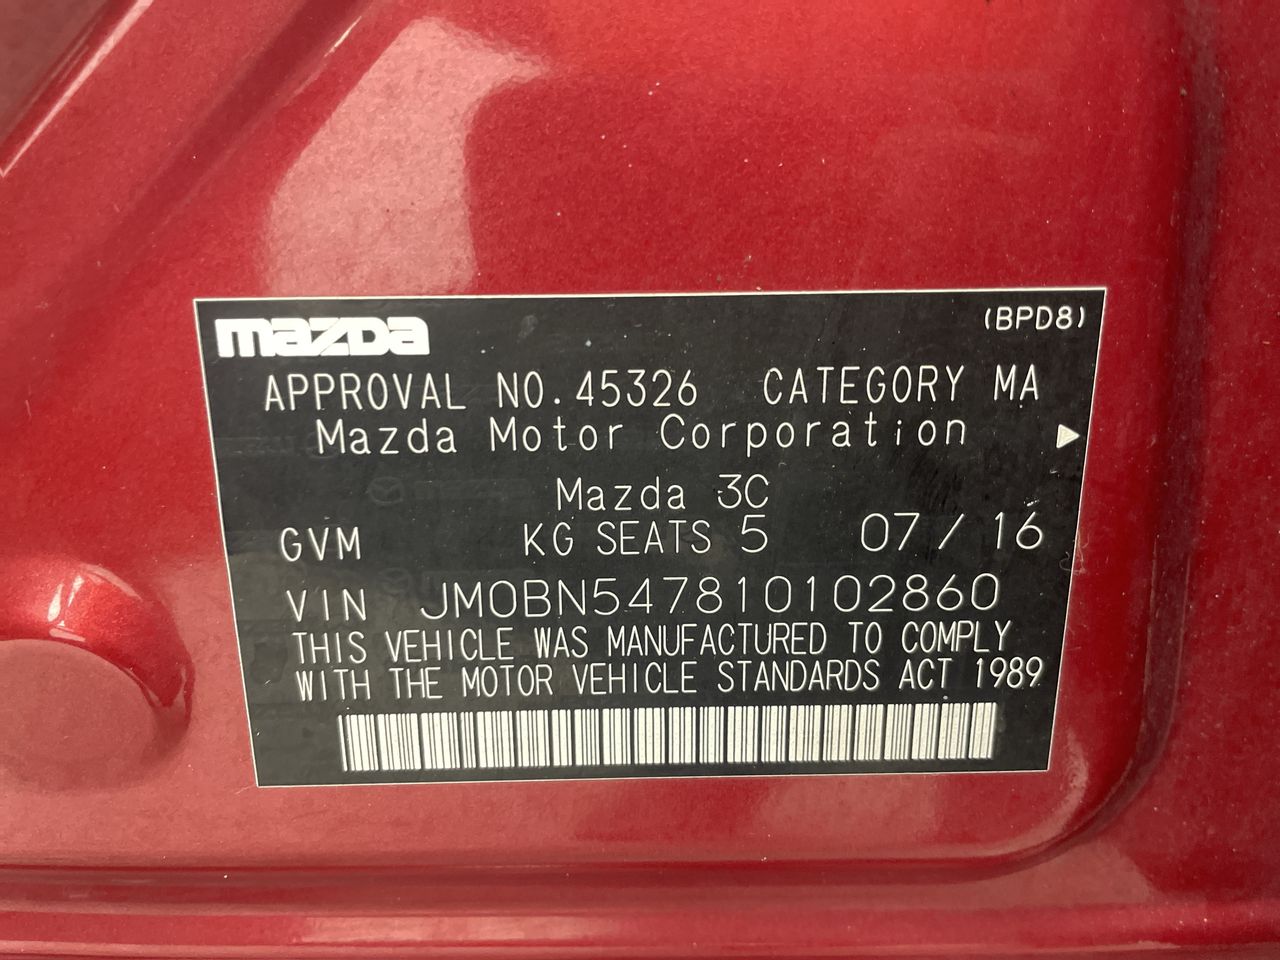 mazda (BPD8)
APPROVAL NO.45326 CATEGORY MA
Mazda Motor Corporation
Mazda 3C
GVM KG SEATS 5 07/16
VIN JM0BN547810102860
THIS VEHICLE WAS MANUFACTURED TO COMPLY
WITH THE MOTOR VEHICLE STANDARDS ACT 1989